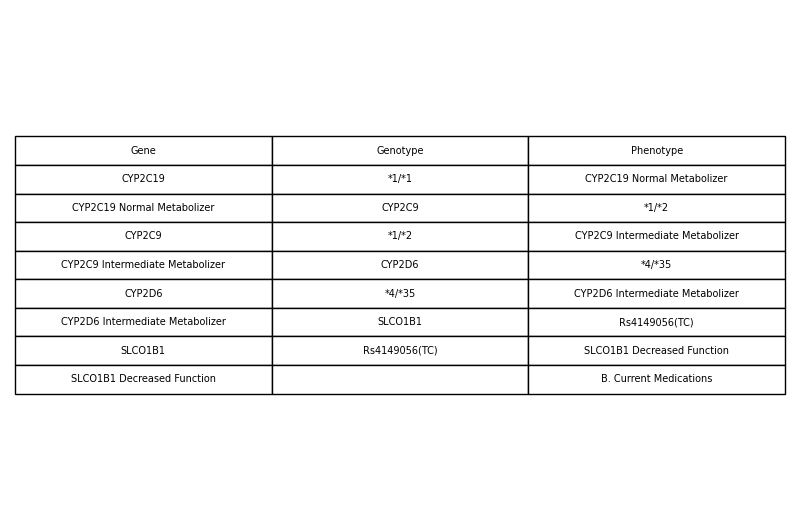 Gene Genotype Phenotype
CYP2C19 *1/*1 CYP2C19 Normal Metabolizer
CYP2C19 Normal Metabolizer CYP2C9 *1/*2
CYP2C9 *1/*2 CYP2C9 Intermediate Metabolizer
CYP2C9 Intermediate Metabolizer CYP2D6 *4/*35
CYP2D6 *4/*35 CYP2D6 Intermediate Metabolizer
CYP2D6 Intermediate Metabolizer SLCO1B1 Rs4149056(TC)
SLCO1B1 Rs4149056(TC) SLCO1B1 Decreased Function
SLCO1B1 Decreased Function B. Current Medications